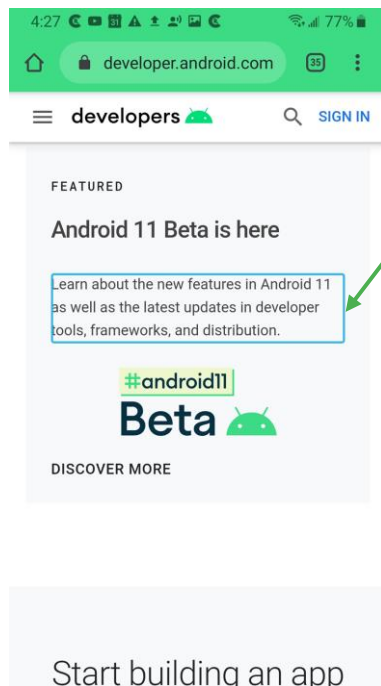 4:27 77%
developer.android.com 35
developers SIGN IN
FEATURED
Android 11 Beta is here
Learn about the new features in Android 11
as well as the latest updates in developer
tools, frameworks, and distribution.
#android11
Beta
DISCOVER MORE
Start building an app